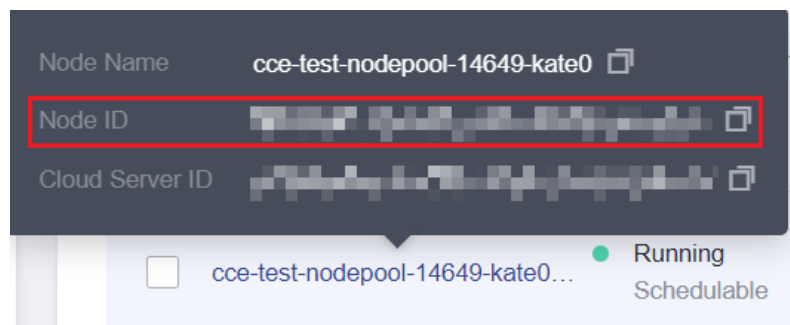 Node Name cce-test-nodepool-14649-kate0
Node ID
Cloud Server ID
cce-test-nodepool-14649-kate0... Running
Schedulable